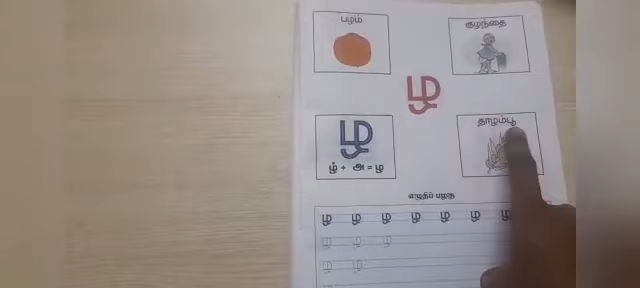 பழம்
குழந்தை
ழ
ழ
ழ் + அ = ழ
தாழம்பூ
எழுதிப் பழகு
ழ ழ ழ ழ ழ ழ ழ
ழ ழ ழ
ழ ழ